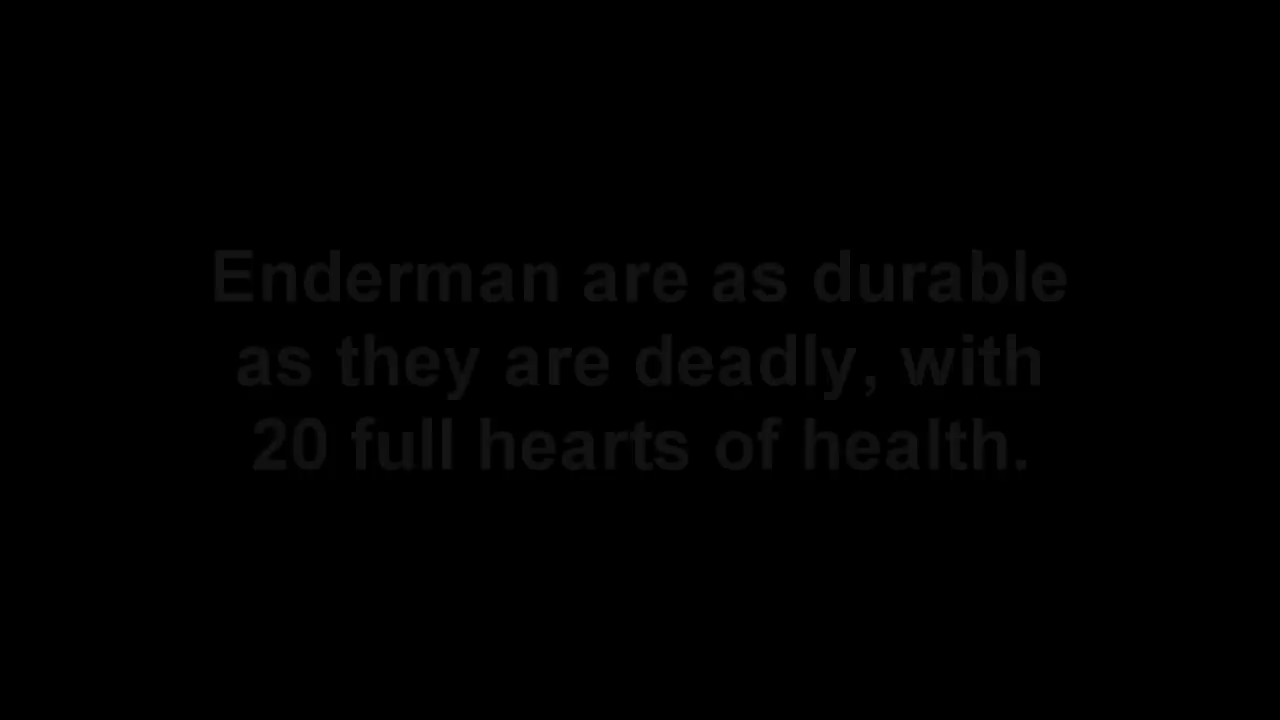 Enderman are as durable
as they are deadly, with
20 full hearts of health.